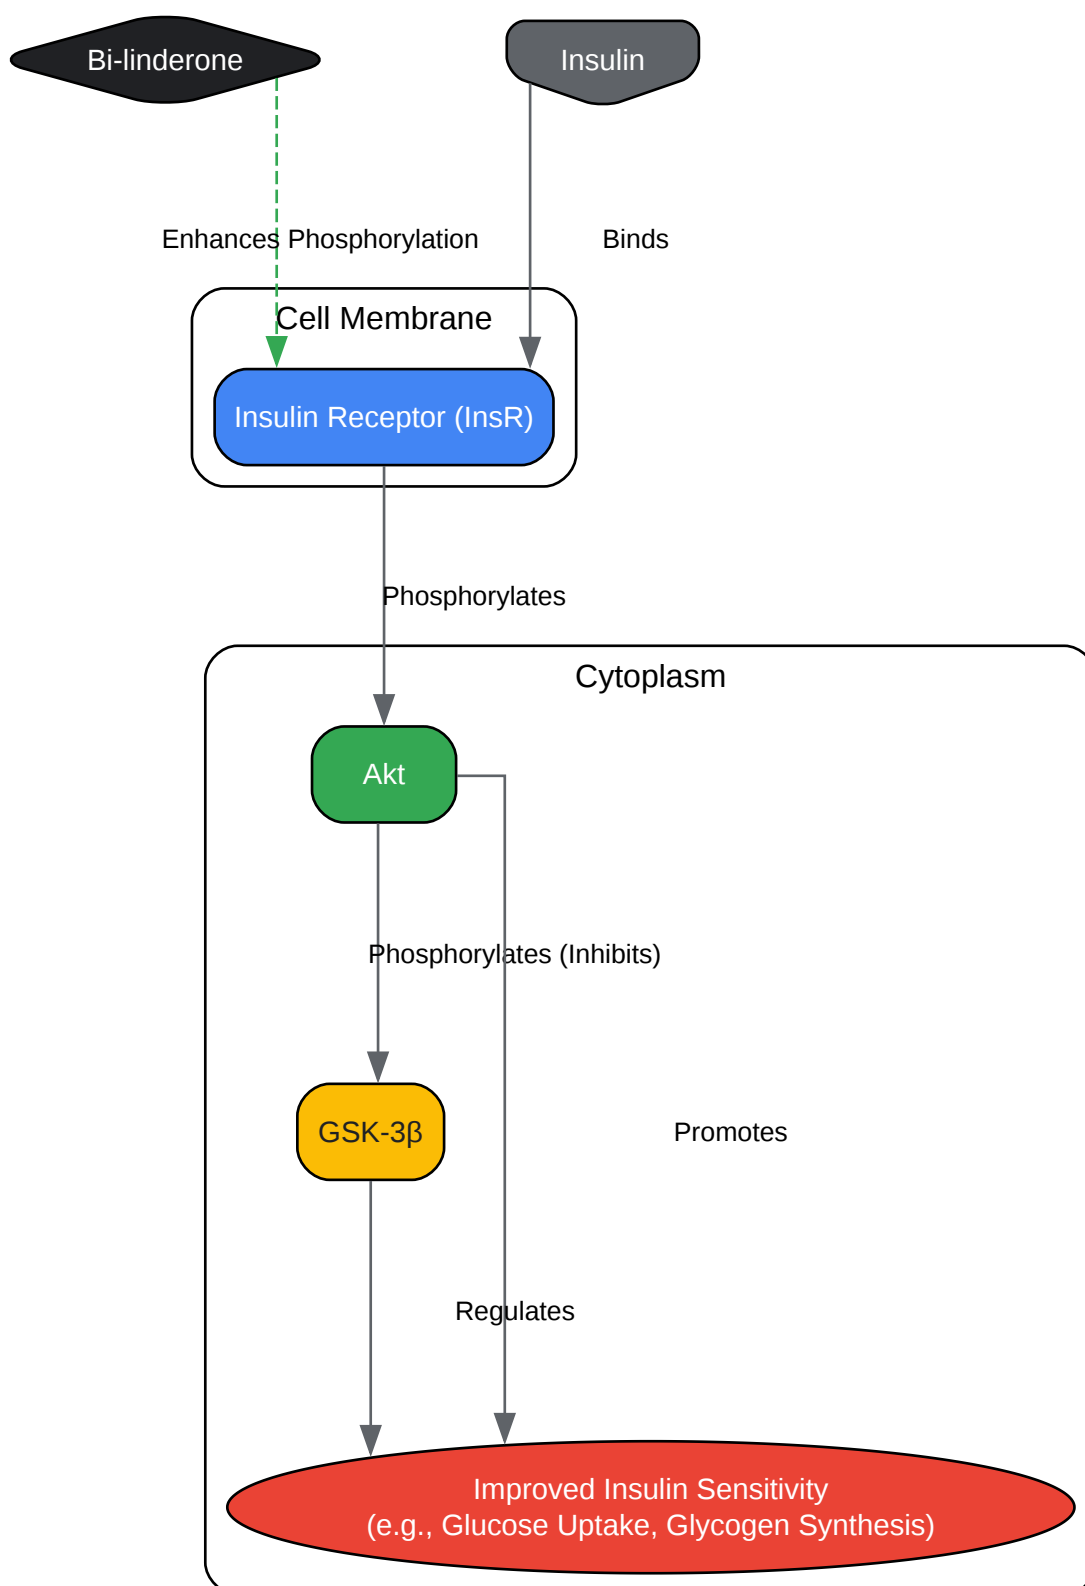 Bi-linderone
Insulin
Enhances Phosphorylation
Binds
Cell Membrane
Insulin Receptor (InsR)
Phosphorylates
Cytoplasm
Akt
Phosphorylates (Inhibits)
GSK-3β
Promotes
Regulates
Improved Insulin Sensitivity
(e.g., Glucose Uptake, Glycogen Synthesis)